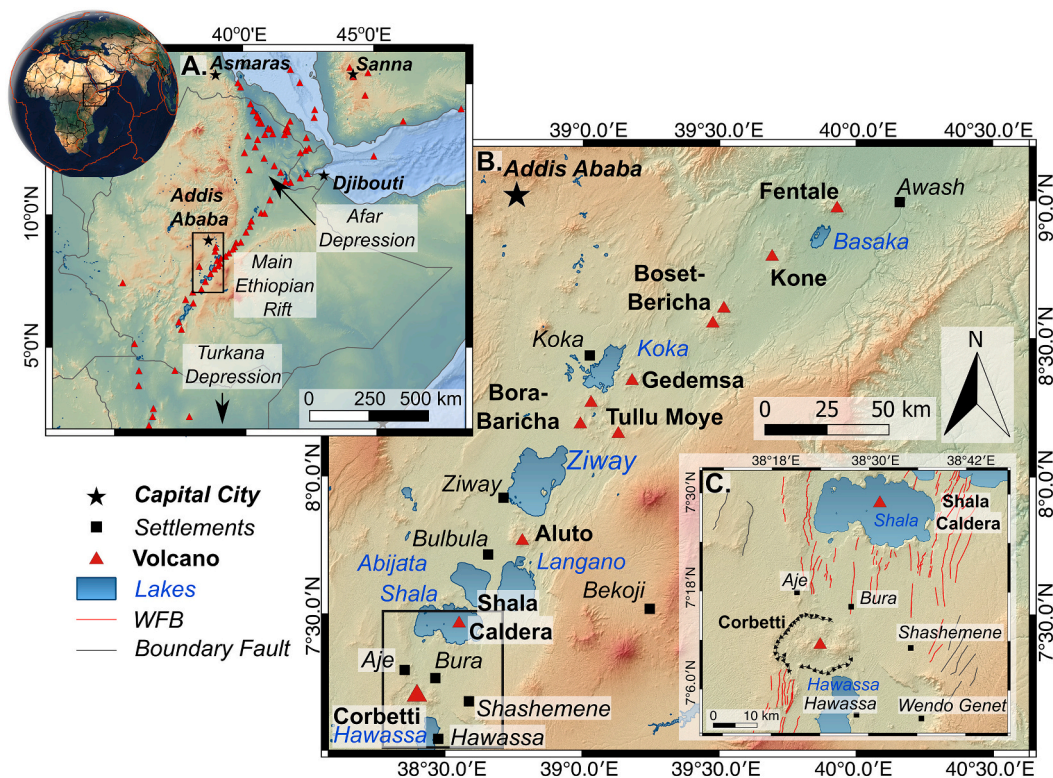 40°0'E
45°0'E
A.
Asmaras
Sanna
10°0'N
5°0'N
Djibouti
Addis
Ababa
Afar
Depression
Main
Ethiopian
Rift
Turkana
Depression
0 250 500 km
39°0.0'E
39°30.0'E
40°0.0'E
40°30.0'E
B.
Addis Ababa
Fentale
Awash
9°0.0'N
Basaka
Kone
Boset-
Bericha
Koka
Koka
N
8°30.0'N
Gedemsa
Bora-
Baricha
Tullu Moye
0 25 50 km
Ziway
8°0.0'N
Ziway
Aluto
Bulbula
Langano
Abijata
Shala
Bekoji
Shala
Caldera
7°30.0'N
Aje
Bura
Shashemene
Corbetti
Hawassa
Hawassa
38°30.0'E
39°0.0'E
39°30.0'E
40°0.0'E
Capital City
Settlements
Volcano
Lakes
WFB
Boundary Fault
38°18'E
38°30'E
38°42'E
C.
7°30'N
Shala
Caldera
Shala
7°18'N
Aje
Bura
Corbetti
Shashemene
7°6.0'N
Hawassa
Hawassa
Wendo Genet
0 10 km